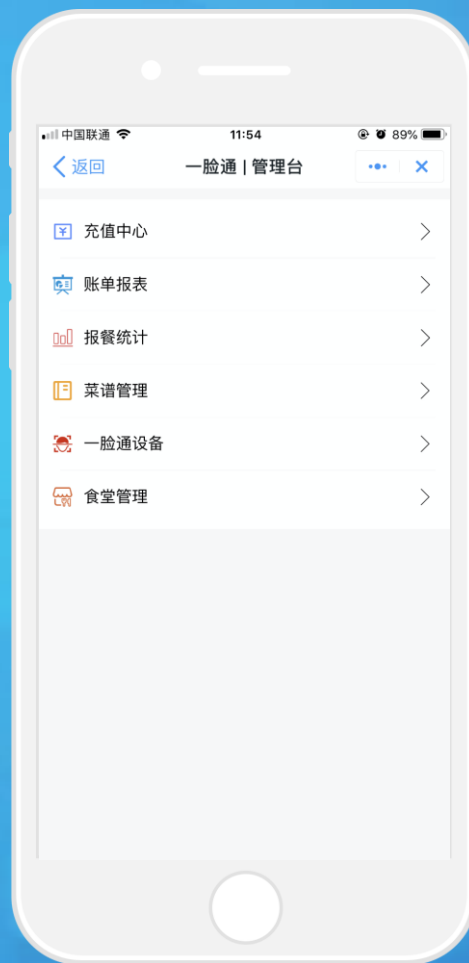 中国联通 11:54 89%
返回 一脸通 | 管理台
充值中心
账单报表
报餐统计
菜谱管理
一脸通设备
食堂管理